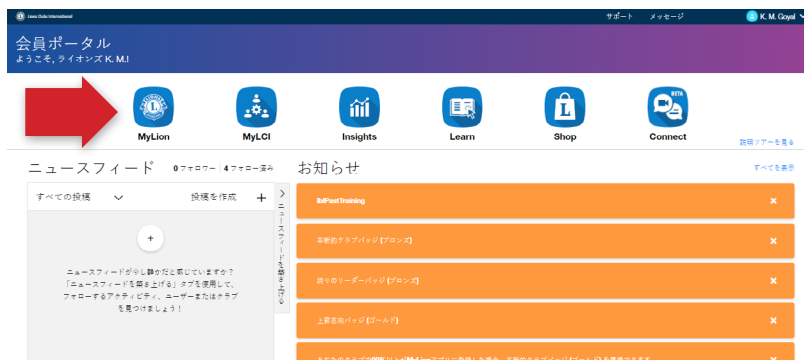 Lions Clubs International
サポート メッセージ K. M. Goyal
会員ポータル
ようこそ, ライオンズ K. M.!
MyLion MyLCI Insights Learn Shop Connect
BETA
説明ツアーを見る
ニュースフィード 0フォロワー 4フォロー済み お知らせ すべてを表示
すべての投稿 投稿を作成 +
ニュースフィードを築き上げる
lblPastTraining
革新的クラブバッジ (ブロンズ)
誇りのリーダーバッジ (ブロンズ)
上昇志向バッジ (ゴールド)
ニュースフィードが少し静かだと感じていますか？
「ニュースフィードを築き上げる」タブを使用して、
フォローするアクティビティ、ユーザーまたはクラブ
を見つけましょう！